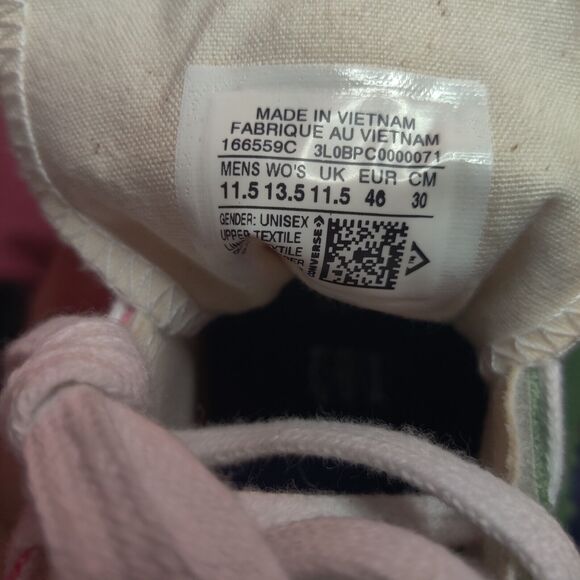 MADE IN VIETNAM
FABRIQUE AU VIETNAM
166559C 3L0BPC0000071
MENS WO'S UK EUR CM
11.5 13.5 11.5 46 30
GENDER: UNISEX
UPPER TEXTILE
CONVERSE